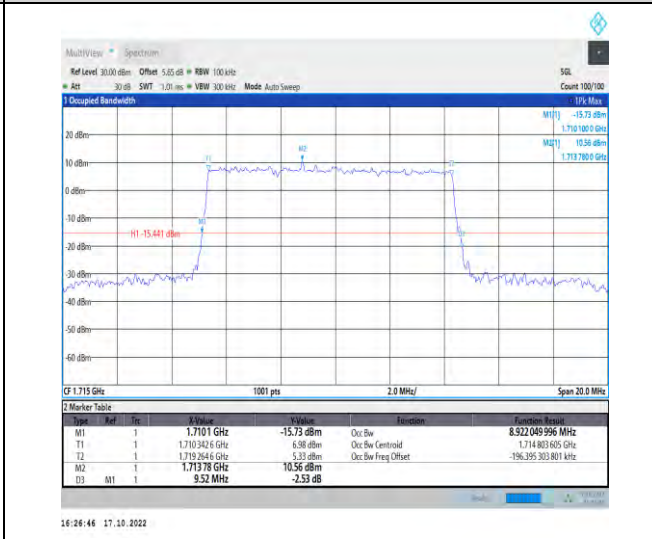 MultiView Spectrum
Ref Level 30.00 dBm Offset 5.85 dB RBW 100 kHz SGL
Att 30 dB SWT 1.01 ms VBW 300 kHz Mode Auto Sweep Count 100/100
1 Occupied Bandwidth 1Pk Max
M1[1] -15.73 dBm
1.710 100 0 GHz
M2[1] 10.56 dBm
1.713 780 0 GHz
20 dBm
T1 M2
10 dBm
0 dBm
-10 dBm
M1
H1 -15.441 dBm
-20 dBm
-30 dBm
-40 dBm
-50 dBm
-60 dBm
CF 1.715 GHz 1001 pts 2.0 MHz/ Span 20.0 MHz
2 Marker Table
Type Ref Trc X-Value Y-Value Function Function Result
M1 1 1.7101 GHz -15.73 dBm Occ Bw 8.922 049 996 MHz
T1 1 1.710 342 6 GHz 6.98 dBm Occ Bw Centroid 1.714 803 605 GHz
T2 1 1.719 264 6 GHz 5.33 dBm Occ Bw Freq Offset -196.395 303 801 kHz
M2 1 1.713 78 GHz 10.56 dBm
D3 M1 1 9.52 MHz -2.53 dB
16:26:46 17.10.2022